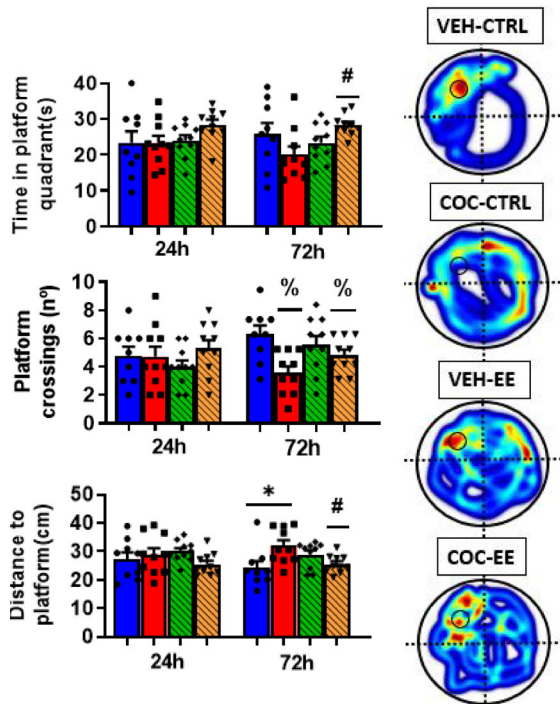 VEH-CTRL
#
40
30
20
10
0
Time in platform
quadrant(s)
24h
72h
COC-CTRL
%
%
10
8
6
4
2
0
Platform
crossings (nº)
24h
72h
VEH-EE
*
#
50
40
30
20
10
0
Distance to
platform(cm)
24h
72h
COC-EE